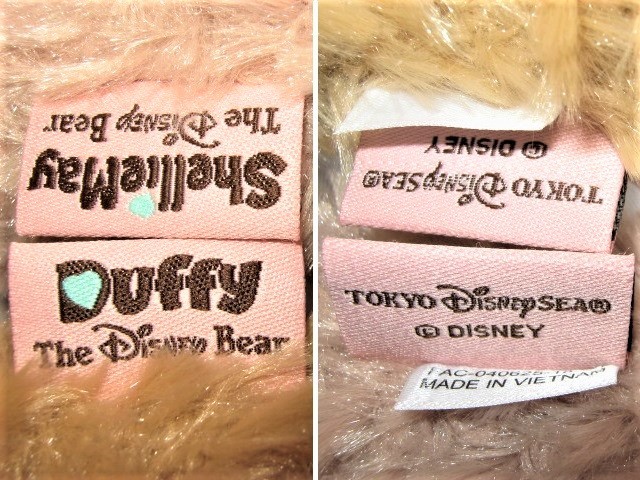 ShellieMay
The Disney Bear
Duffy
The Disney Bear
© DISNEY
TOKYO DisneySEA®
TOKYO DisneySEA®
© DISNEY
MADE IN VIETNAM